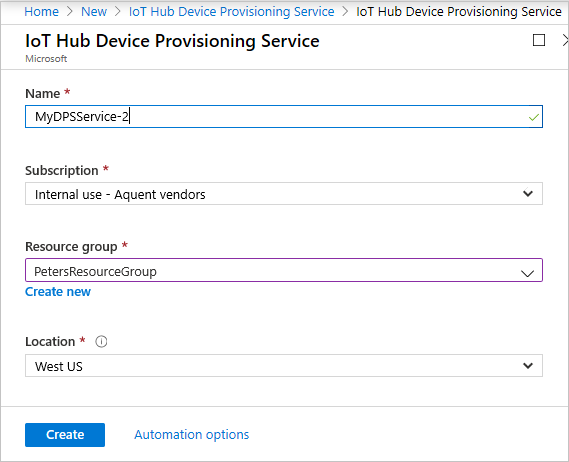 Home > New > IoT Hub Device Provisioning Service > IoT Hub Device Provisioning Service
IoT Hub Device Provisioning Service
Microsoft
Name *
MyDPSService-2
Subscription *
Internal use - Aquent vendors
Resource group *
PetersResourceGroup
Create new
Location *
West US
Create Automation options